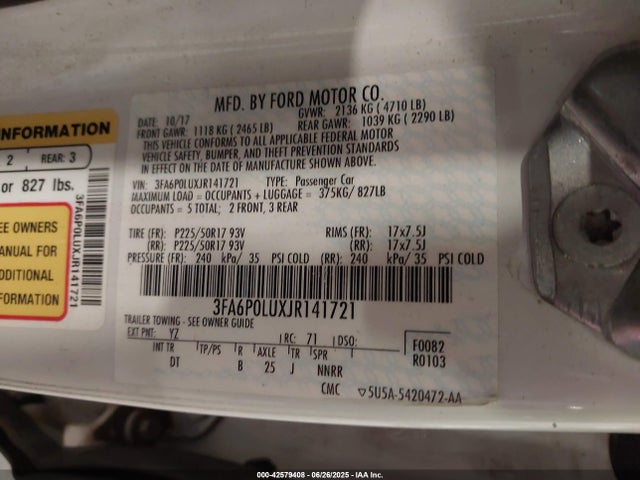 INFORMATION
2 REAR: 3
or 827 lbs.
SEE OWNERS
MANUAL FOR
ADDITIONAL
INFORMATION
3FA6P0LUXJR141721
MFD. BY FORD MOTOR CO.
DATE: 10/17 GVWR: 2136 KG ( 4710 LB)
FRONT GAWR: 1118 KG ( 2465 LB) REAR GAWR: 1039 KG ( 2290 LB)
THIS VEHICLE CONFORMS TO ALL APPLICABLE FEDERAL MOTOR
VEHICLE SAFETY, BUMPER, AND THEFT PREVENTION STANDARDS
IN EFFECT ON THE DATE OF MANUFACTURE SHOWN ABOVE.
VIN: 3FA6P0LUXJR141721 TYPE: Passenger Car
MAXIMUM LOAD = OCCUPANTS + LUGGAGE = 375KG/ 827LB
OCCUPANTS = 5 TOTAL; 2 FRONT, 3 REAR
TIRE (FR): P225/50R17 93V RIMS (FR): 17x7.5J
(RR): P225/50R17 93V (RR): 17x7.5J
PRESSURE (FR): 240 kPa/ 35 PSI COLD (RR): 240 kPa/ 35 PSI COLD
3FA6P0LUXJR141721
TRAILER TOWING - SEE OWNER GUIDE
EXT PNT: YZ RC: 71 DSO: F0082
INT TR TP/PS R AXLE TR SPR R0103
DT B 25 J NNRR
CMC ▽5U5A-5420472-AA
000-42579408 - 06/26/2025 - IAA Inc.